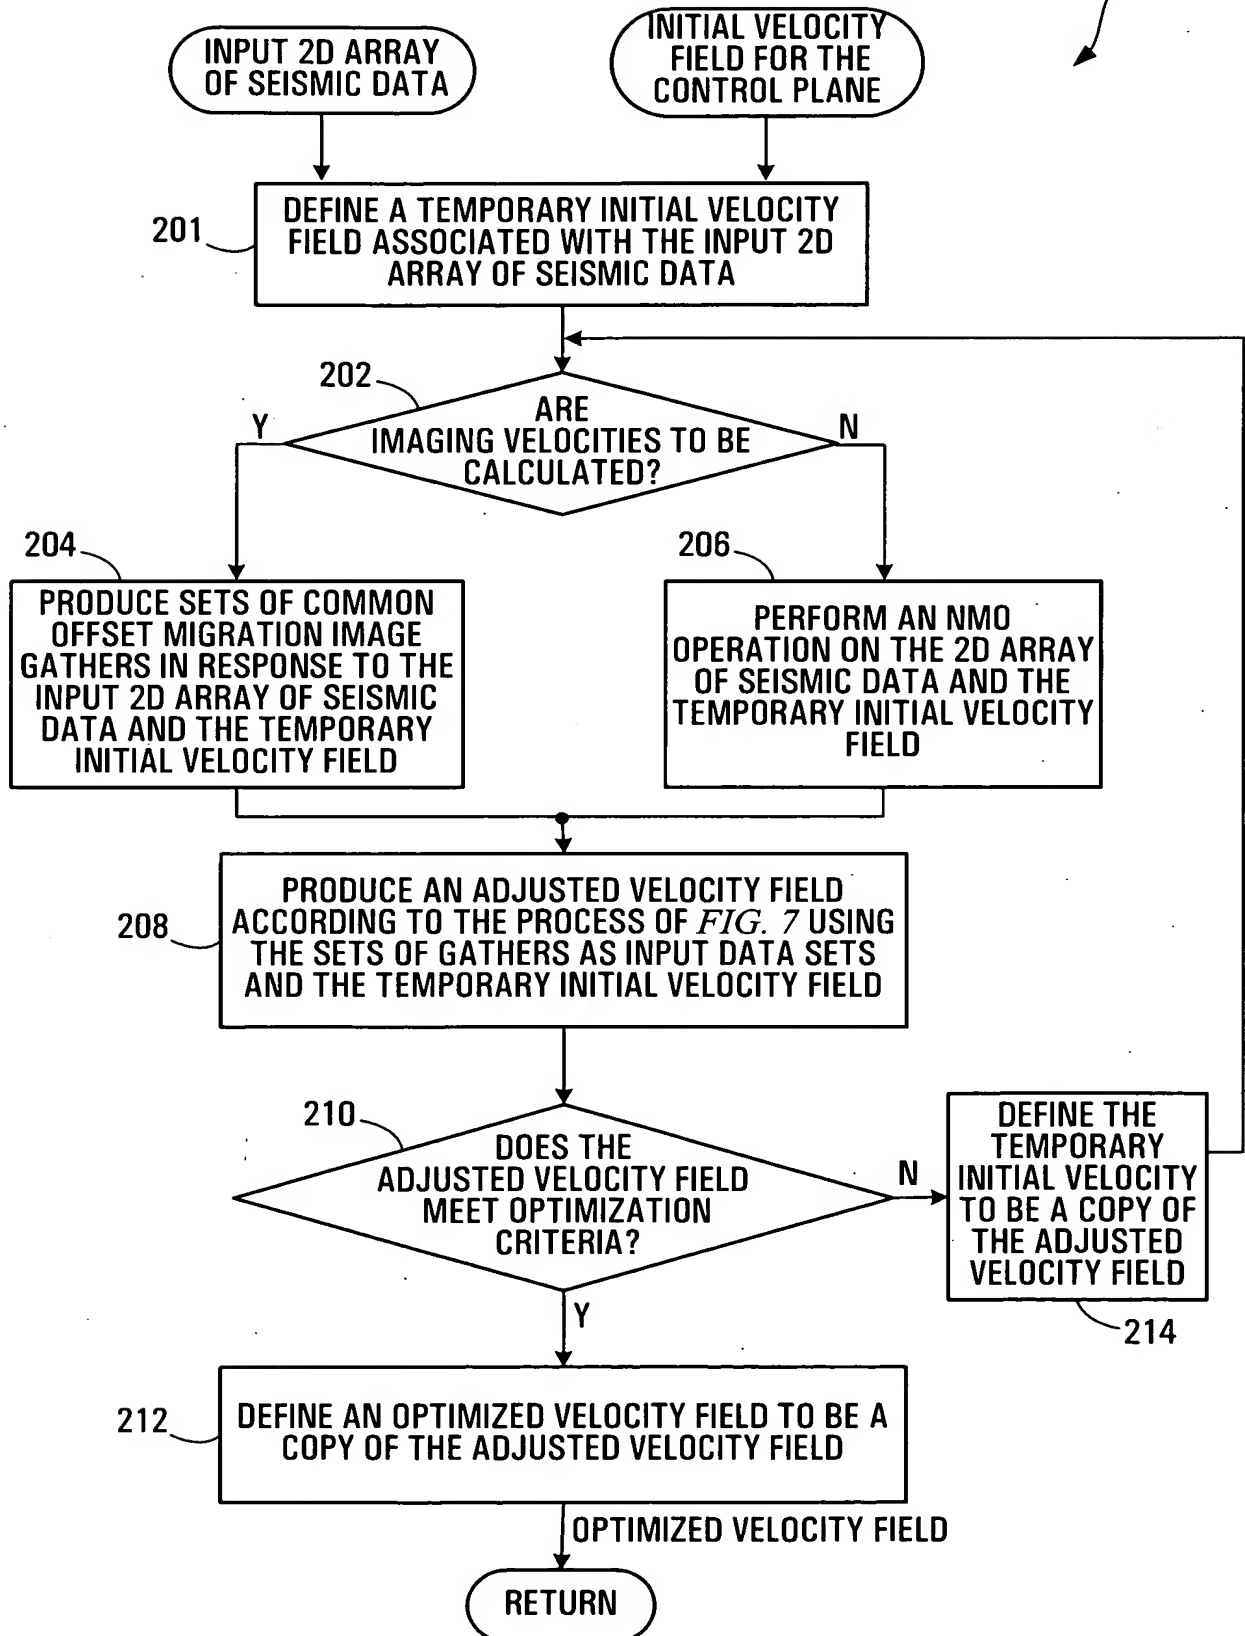 INPUT 2D ARRAY
OF SEISMIC DATA
INITIAL VELOCITY
FIELD FOR THE
CONTROL PLANE
201
DEFINE A TEMPORARY INITIAL VELOCITY
FIELD ASSOCIATED WITH THE INPUT 2D
ARRAY OF SEISMIC DATA
202
ARE
IMAGING VELOCITIES TO BE
CALCULATED?
Y
N
204
PRODUCE SETS OF COMMON
OFFSET MIGRATION IMAGE
GATHERS IN RESPONSE TO THE
INPUT 2D ARRAY OF SEISMIC
DATA AND THE TEMPORARY
INITIAL VELOCITY FIELD
206
PERFORM AN NMO
OPERATION ON THE 2D ARRAY
OF SEISMIC DATA AND THE
TEMPORARY INITIAL VELOCITY
FIELD
208
PRODUCE AN ADJUSTED VELOCITY FIELD
ACCORDING TO THE PROCESS OF FIG. 7 USING
THE SETS OF GATHERS AS INPUT DATA SETS
AND THE TEMPORARY INITIAL VELOCITY FIELD
210
DOES THE
ADJUSTED VELOCITY FIELD
MEET OPTIMIZATION
CRITERIA?
N
DEFINE THE
TEMPORARY
INITIAL VELOCITY
TO BE A COPY OF
THE ADJUSTED
VELOCITY FIELD
214
Y
212
DEFINE AN OPTIMIZED VELOCITY FIELD TO BE A
COPY OF THE ADJUSTED VELOCITY FIELD
OPTIMIZED VELOCITY FIELD
RETURN